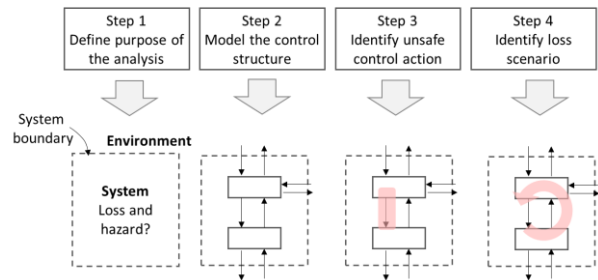 Step 1
Define purpose of
the analysis
Step 2
Model the control
structure
Step 3
Identify unsafe
control action
Step 4
Identify loss
scenario
System
boundary
Environment
System
Loss and
hazard?